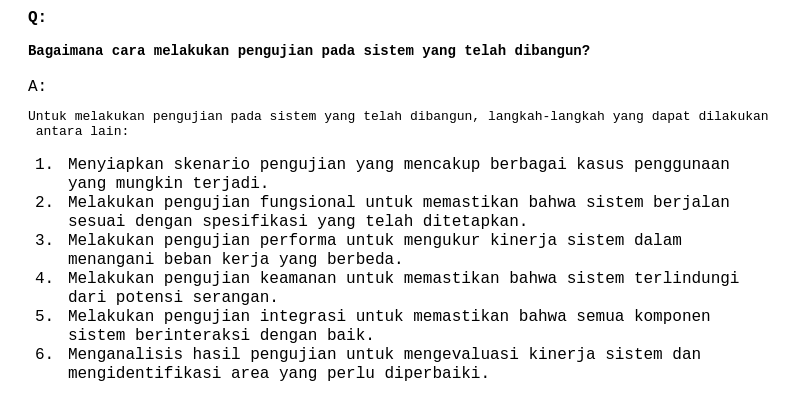 Q:
Bagaimana cara melakukan pengujian pada sistem yang telah dibangun?
A:
Untuk melakukan pengujian pada sistem yang telah dibangun, langkah-langkah yang dapat dilakukan
antara lain:
1. Menyiapkan skenario pengujian yang mencakup berbagai kasus penggunaan
yang mungkin terjadi.
2. Melakukan pengujian fungsional untuk memastikan bahwa sistem berjalan
sesuai dengan spesifikasi yang telah ditetapkan.
3. Melakukan pengujian performa untuk mengukur kinerja sistem dalam
menangani beban kerja yang berbeda.
4. Melakukan pengujian keamanan untuk memastikan bahwa sistem terlindungi
dari potensi serangan.
5. Melakukan pengujian integrasi untuk memastikan bahwa semua komponen
sistem berinteraksi dengan baik.
6. Menganalisis hasil pengujian untuk mengevaluasi kinerja sistem dan
mengidentifikasi area yang perlu diperbaiki.